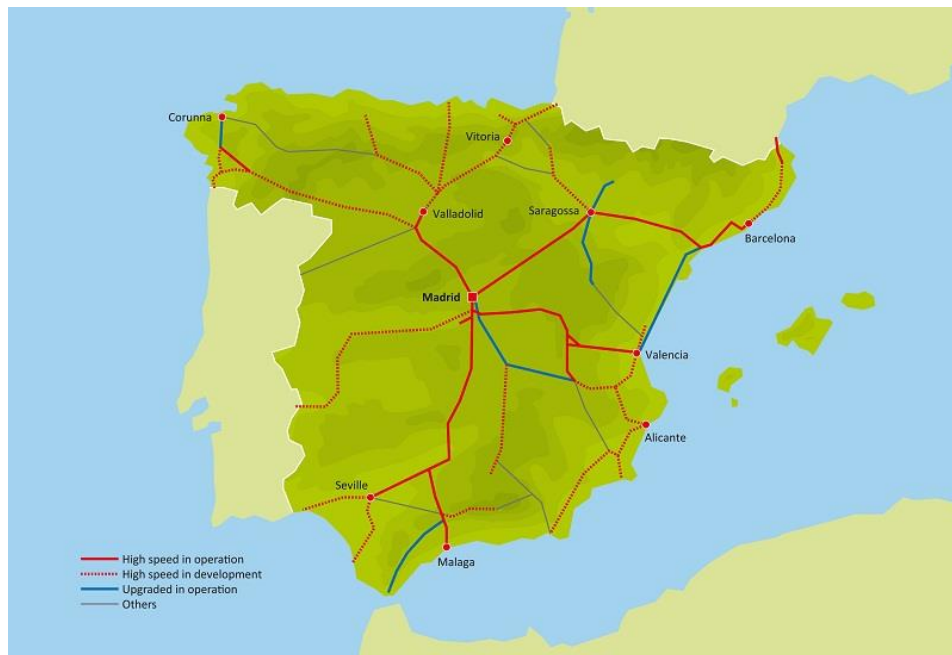 Corunna
Vitoria
Valladolid
Saragossa
Barcelona
Madrid
Valencia
Alicante
Seville
Malaga
High speed in operation
High speed in development
Upgraded in operation
Others